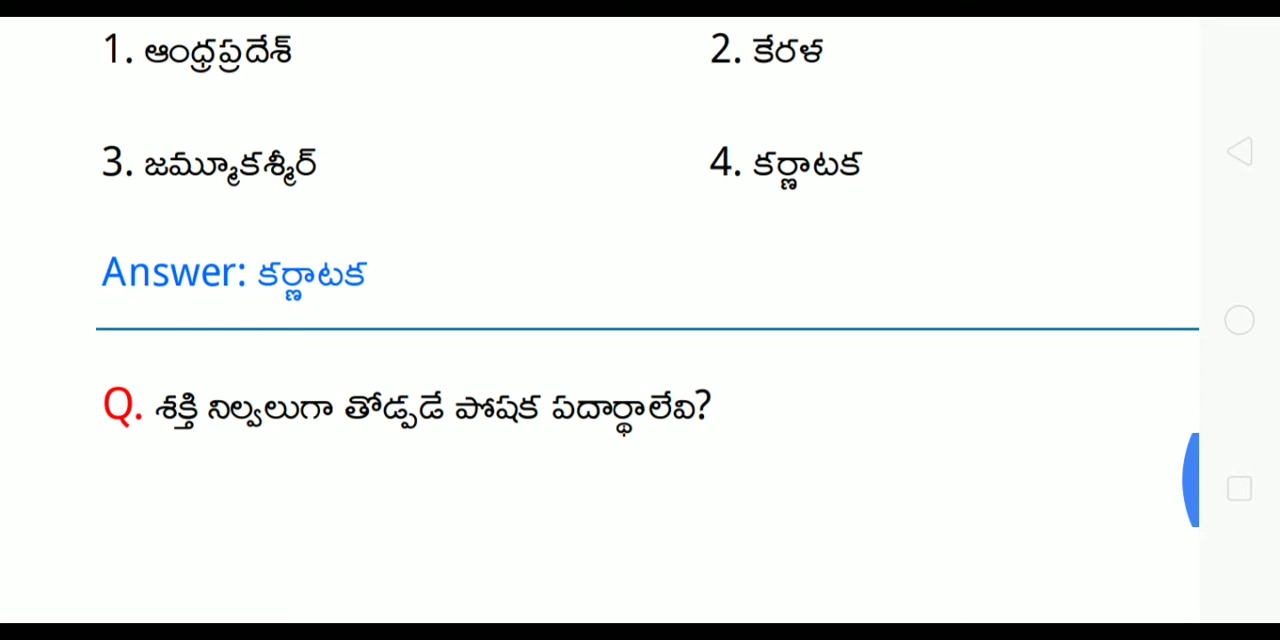 1. ఆంధ్రప్రదేశ్ 2. కేరళ
3. జమ్మూకశ్మీర్ 4. కర్ణాటక
Answer: కర్ణాటక
Q. శక్తి నిల్వలుగా తోడ్పడే పోషక పదార్థాలేవి?